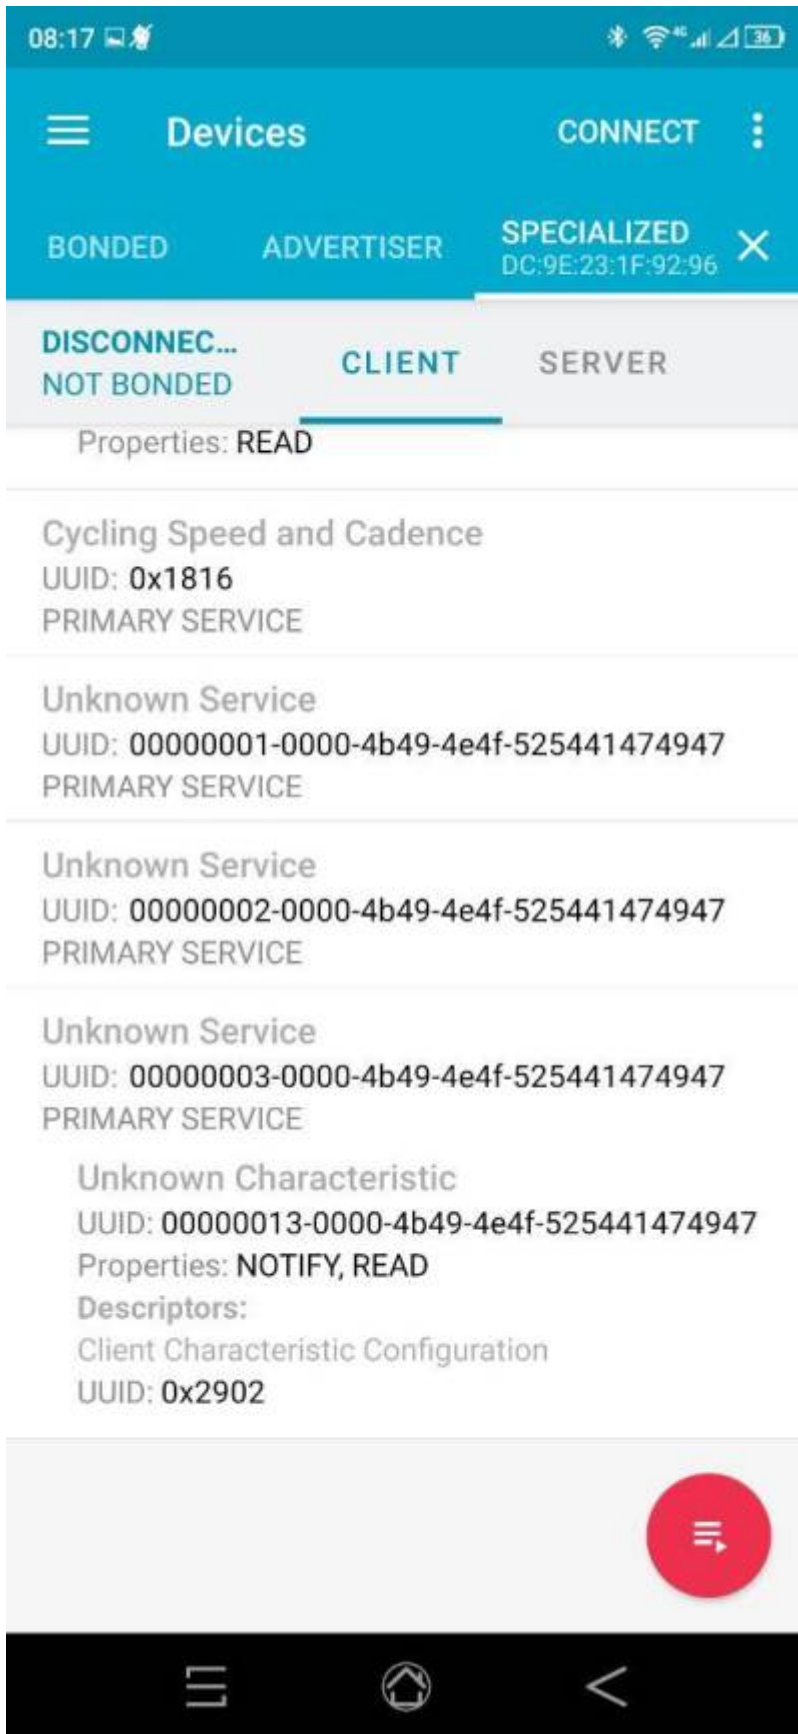 08:17 4G 36
Devices CONNECT
BONDED ADVERTISER SPECIALIZED
DC:9E:23:1F:92:96
DISCONNEC...
NOT BONDED CLIENT SERVER
Properties: READ
Cycling Speed and Cadence
UUID: 0x1816
PRIMARY SERVICE
Unknown Service
UUID: 00000001-0000-4b49-4e4f-525441474947
PRIMARY SERVICE
Unknown Service
UUID: 00000002-0000-4b49-4e4f-525441474947
PRIMARY SERVICE
Unknown Service
UUID: 00000003-0000-4b49-4e4f-525441474947
PRIMARY SERVICE
Unknown Characteristic
UUID: 00000013-0000-4b49-4e4f-525441474947
Properties: NOTIFY, READ
Descriptors:
Client Characteristic Configuration
UUID: 0x2902